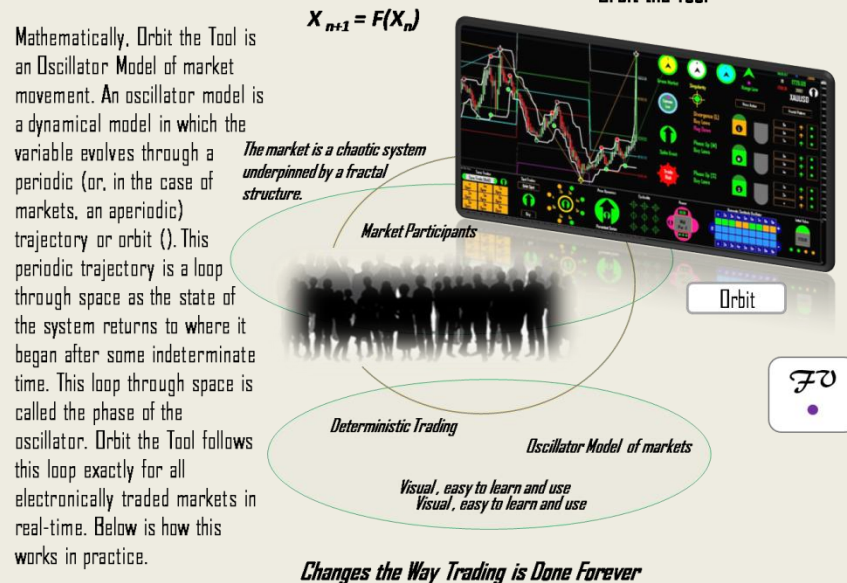 Orbit the Tool
X n+1 = F(Xn)
Mathematically, Orbit the Tool is
an Oscillator Model of market
movement. An oscillator model is
a dynamical model in which the
variable evolves through a
periodic (or, in the case of
markets, an aperiodic)
trajectory or orbit (). This
periodic trajectory is a loop
through space as the state of
the system returns to where it
began after some indeterminate
time. This loop through space is
called the phase of the
oscillator. Orbit the Tool follows
this loop exactly for all
electronically traded markets in
real-time. Below is how this
works in practice.
The market is a chaotic system
underpinned by a fractal
structure.
Market Participants
XAUUSD
Singularity
Orbit
FV
Deterministic Trading
Oscillator Model of markets
Visual, easy to learn and use
Visual, easy to learn and use
Changes the Way Trading is Done Forever